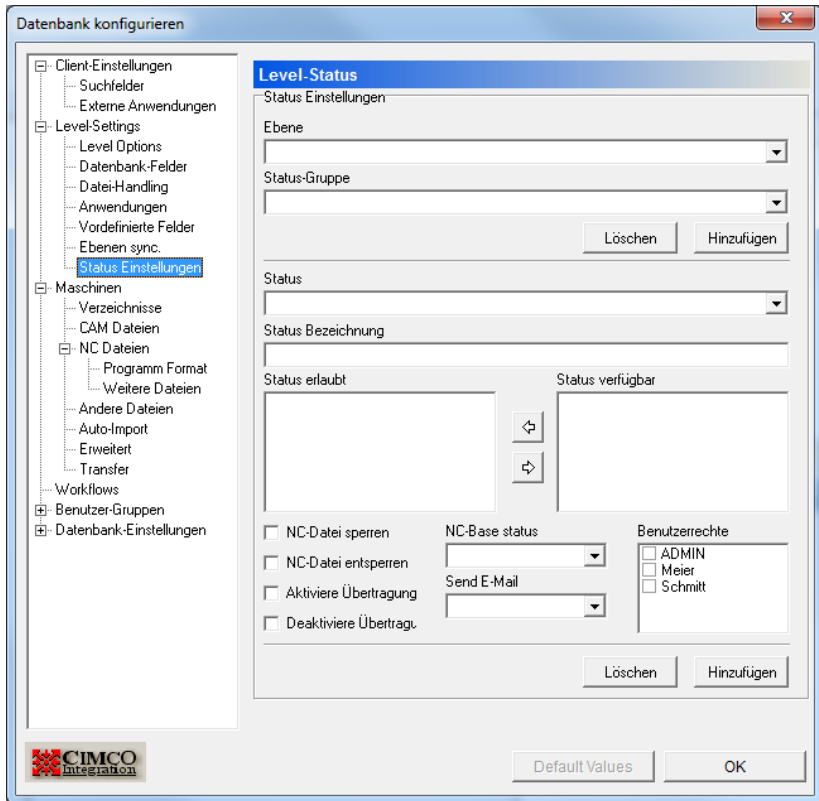 Datenbank konfigurieren
Client-Einstellungen
Suchfelder
Externe Anwendungen
Level-Settings
Level Options
Datenbank-Felder
Datei-Handling
Anwendungen
Vordefinierte Felder
Ebenen sync.
Status Einstellungen
Maschinen
Verzeichnisse
CAM Dateien
NC Dateien
Programm Format
Weitere Dateien
Andere Dateien
Auto-Import
Erweitert
Transfer
Workflows
Benutzer-Gruppen
Datenbank-Einstellungen
Level-Status
Status Einstellungen
Ebene
Status-Gruppe
Löschen
Hinzufügen
Status
Status Bezeichnung
Status erlaubt
Status verfügbar
NC-Datei sperren
NC-Datei entsperren
Aktiviere Übertragung
Deaktiviere Übertragu
NC-Base status
Send E-Mail
Benutzerrechte
ADMIN
Meier
Schmitt
Löschen
Hinzufügen
CIMCO
Integration
Default Values
OK